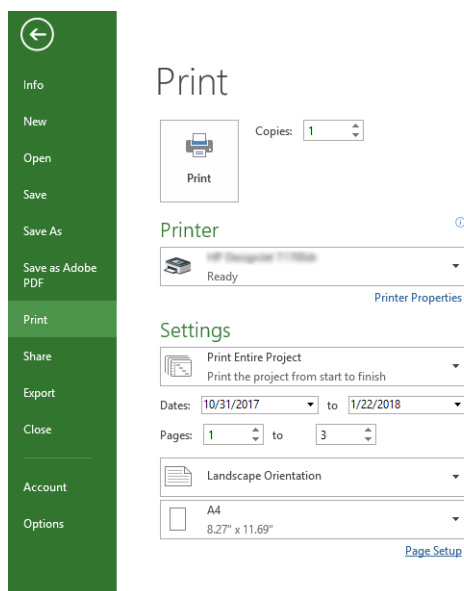 Info
New
Open
Save
Save As
Save as Adobe
PDF
Print
Share
Export
Close
Account
Options
Print
Copies: 1
Print
Printer
Ready
Printer Properties
Settings
Print Entire Project
Print the project from start to finish
Dates: 10/31/2017 to 1/22/2018
Pages: 1 to 3
Landscape Orientation
A4
8.27" x 11.69"
Page Setup